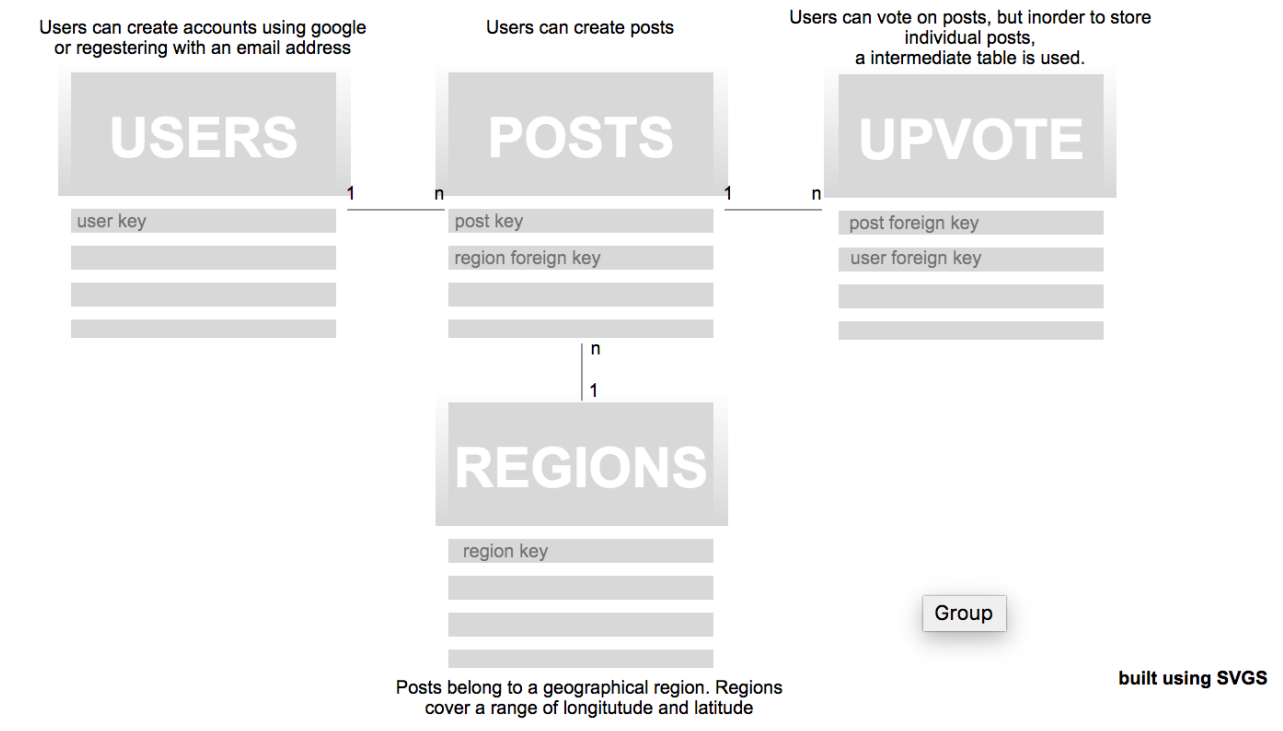 Users can create accounts using google
or regestering with an email address
Users can create posts
Users can vote on posts, but inorder to store
individual posts,
a intermediate table is used.
USERS
POSTS
UPVOTE
1
n
1
n
user key
post key
region foreign key
post foreign key
user foreign key
n
1
REGIONS
region key
Group
Posts belong to a geographical region. Regions
cover a range of longitutude and latitude
built using SVGS